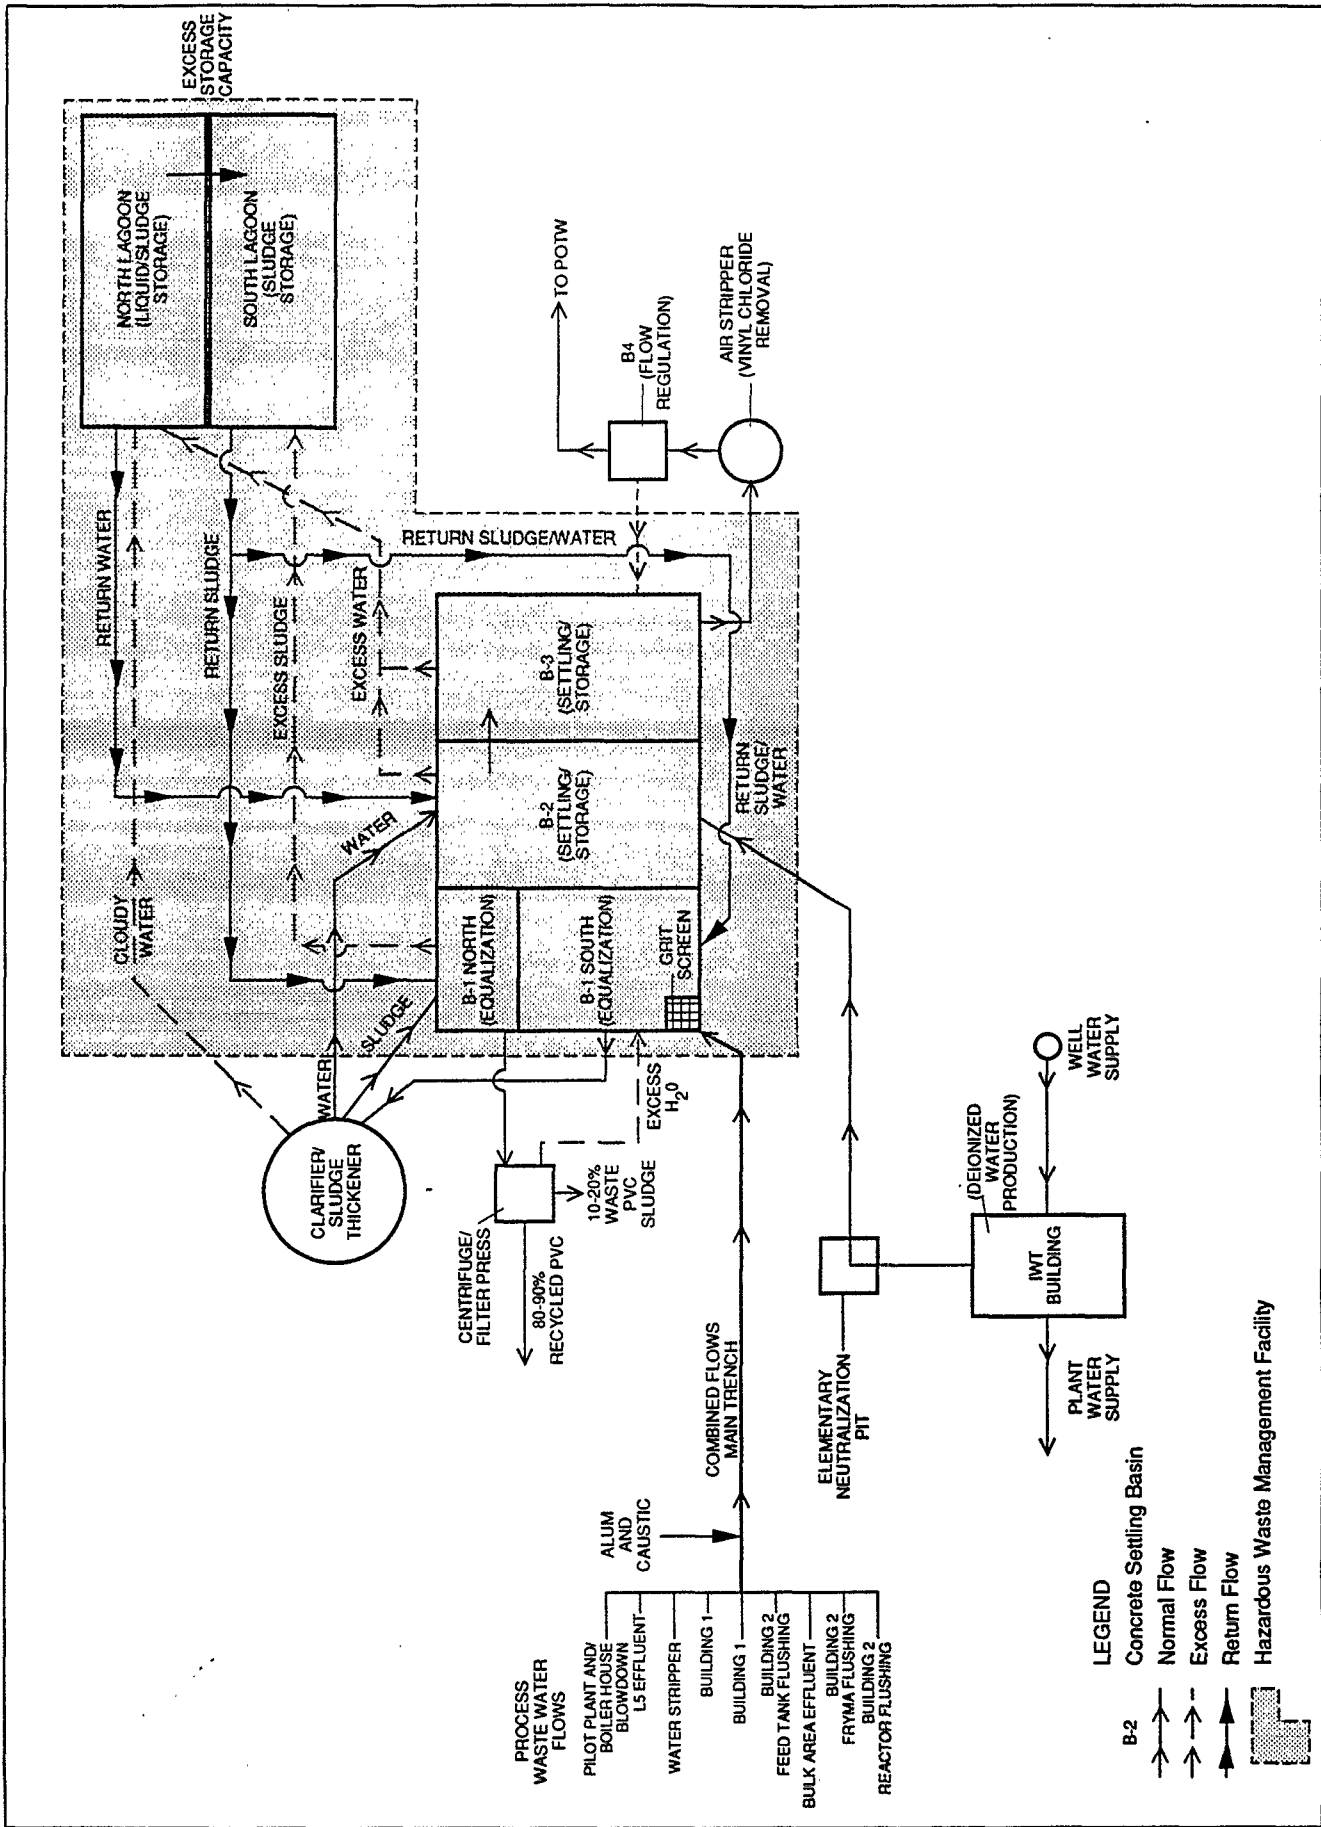 EXCESS
STORAGE
CAPACITY
NORTH LAGOON
(LIQUID/SLUDGE
STORAGE)
SOUTH LAGOON
(SLUDGE
STORAGE)
RETURN WATER
RETURN SLUDGE
EXCESS SLUDGE
EXCESS WATER
RETURN SLUDGE/WATER
CLOUDY
WATER
WATER
WATER
SLUDGE
TO POTW
B4
(FLOW
REGULATION)
AIR STRIPPER
(VINYL CHLORIDE
REMOVAL)
B-3
(SETTLING/
STORAGE)
B-2
(SETTLING/
STORAGE)
RETURN
SLUDGE/
WATER
B-1 NORTH
(EQUALIZATION)
B-1 SOUTH
(EQUALIZATION)
GRIT
SCREEN
CLARIFIER/
SLUDGE
THICKENER
EXCESS
H2O
CENTRIFUGE/
FILTER PRESS
10-20%
WASTE
PVC
SLUDGE
80-90%
RECYCLED PVC
PROCESS
WASTE WATER
FLOWS
PILOT PLANT AND/
BOILER HOUSE
BLOWDOWN
L5 EFFLUENT
WATER STRIPPER
BUILDING 1
BUILDING 1
BUILDING 2
FEED TANK FLUSHING
BULK AREA EFFLUENT
BUILDING 2
FRYMA FLUSHING
BUILDING 2
REACTOR FLUSHING
ALUM
AND
CAUSTIC
COMBINED FLOWS
MAIN TRENCH
ELEMENTARY
NEUTRALIZATION
PIT
(DEIONIZED
WATER
PRODUCTION)
WELL
WATER
SUPPLY
IWT
BUILDING
PLANT
WATER
SUPPLY
LEGEND
B-2 Concrete Settling Basin
Normal Flow
Excess Flow
Return Flow
Hazardous Waste Management Facility